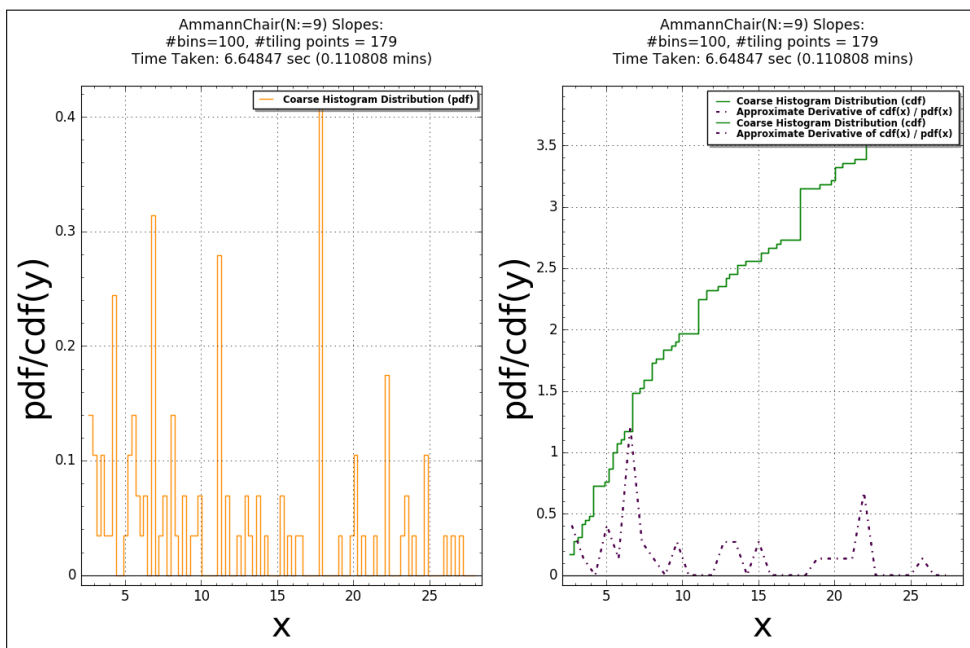 AmmannChair(N:=9) Slopes:
#bins=100, #tiling points = 179
Time Taken: 6.64847 sec (0.110808 mins)
Coarse Histogram Distribution (pdf)
0.4
0.3
0.2
0.1
0
pdf/cdf(y)
5 10 15 20 25
x
AmmannChair(N:=9) Slopes:
#bins=100, #tiling points = 179
Time Taken: 6.64847 sec (0.110808 mins)
Coarse Histogram Distribution (cdf)
Approximate Derivative of cdf(x) / pdf(x)
Coarse Histogram Distribution (cdf)
Approximate Derivative of cdf(x) / pdf(x)
3.5
3
2.5
2
1.5
1
0.5
0
pdf/cdf(y)
5 10 15 20 25
x